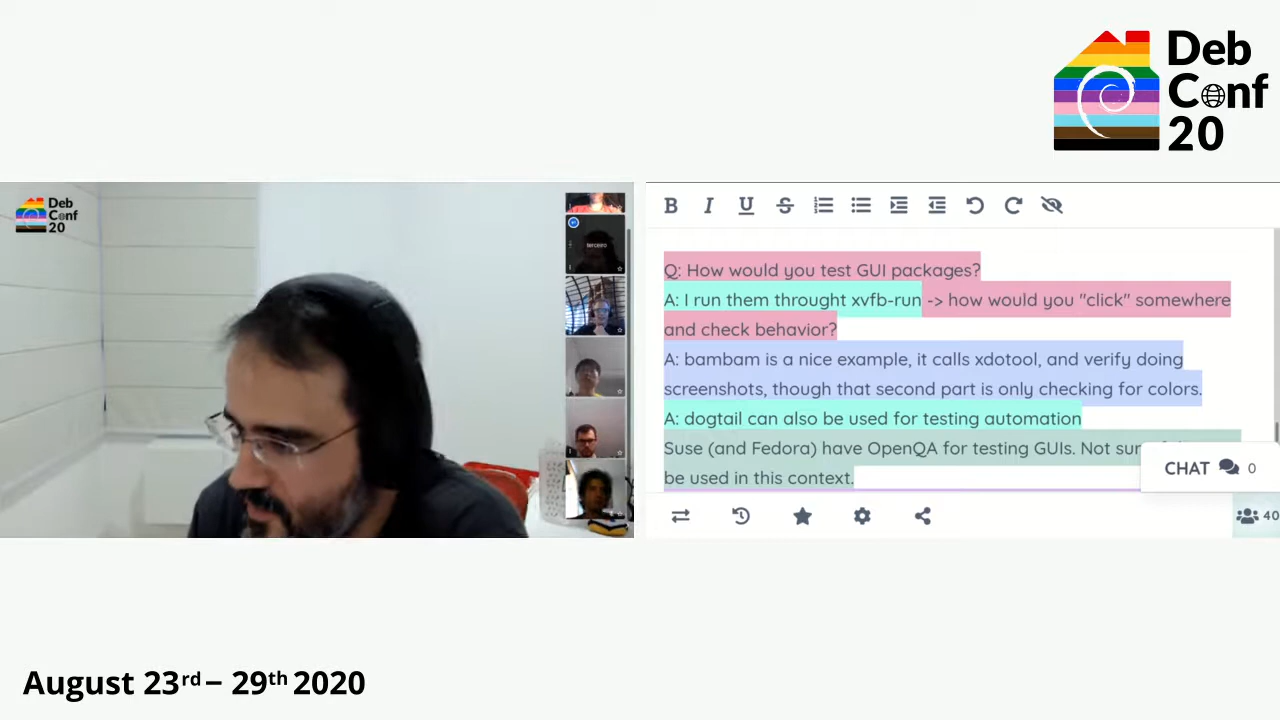 Deb
Conf
20
Deb
Conf
20
terceiro
B I U S
Q: How would you test GUI packages?
A: I run them throught xvfb-run -> how would you "click" somewhere
and check behavior?
A: bambam is a nice example, it calls xdotool, and verify doing
screenshots, though that second part is only checking for colors.
A: dogtail can also be used for testing automation
Suse (and Fedora) have OpenQA for testing GUIs. Not sur
be used in this context.
CHAT 0
40
August 23rd – 29th 2020